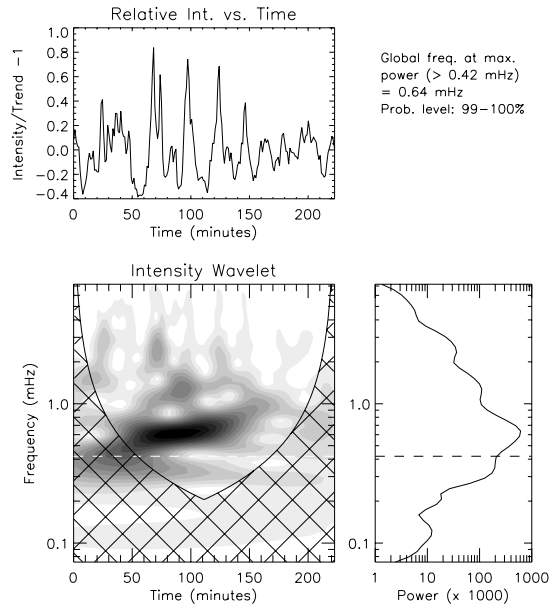 Relative Int. vs. Time
Intensity/Trend -1
1.0
0.8
0.6
0.4
0.2
0.0
-0.2
-0.4
0 50 100 150 200
Time (minutes)
Global freq. at max.
power (> 0.42 mHz)
= 0.64 mHz
Prob. level: 99-100%
Intensity Wavelet
Frequency (mHz)
1.0
0.1
0 50 100 150 200
Time (minutes)
1.0
0.1
1 10 100 1000
Power (x 1000)